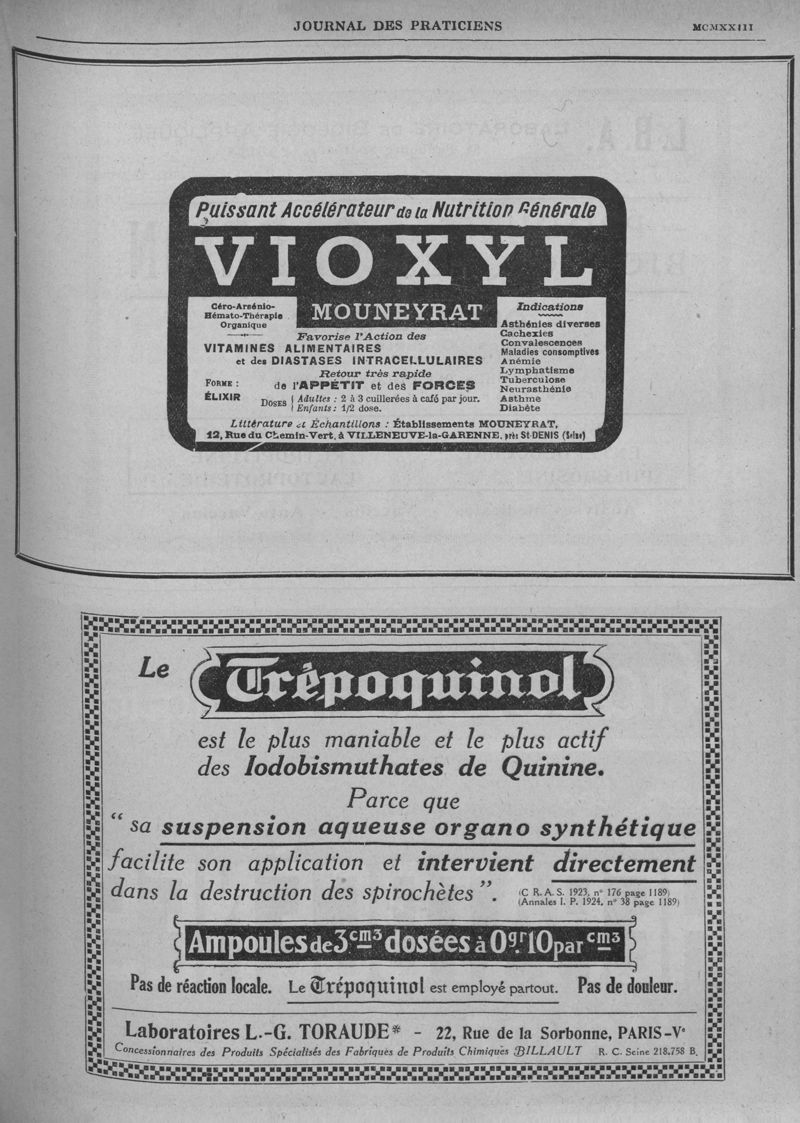 JOURNAL DES PRATICIENS
MCMXXIII
Puissant Accélérateur de la Nutrition Générale
VIOXYL
MOUNEYRAT
Céro-Arsénio-
Hémato-Thérapie
Organique
Favorise l'Action des
VITAMINES ALIMENTAIRES
et des DIASTASES INTRACELLULAIRES
Retour très rapide
de l'APPÉTIT et des FORCES
FORME :
ÉLIXIR
DOSES { Adultes : 2 à 3 cuillerées à café par jour.
Enfants : 1/2 dose.
Indications
Asthénies diverses
Cachexies
Convalescences
Maladies consomptives
Anémie
Lymphatisme
Tuberculose
Neurasthénie
Asthme
Diabète
Littérature et Échantillons : Établissements MOUNEYRAT,
12, Rue du Chemin-Vert, à VILLENEUVE-la-GARENNE, près St-DENIS (Seine)
Le Trépoquinol
est le plus maniable et le plus actif
des Iodobismuthates de Quinine.
Parce que
“ sa suspension aqueuse organo synthétique
facilite son application et intervient directement
dans la destruction des spirochètes ”.
(C R. A. S. 1923, n° 176 page 1189)
(Annales I. P. 1924, n° 38 page 1189)
Ampoules de 3 cm3 dosées à 0gr.10 par cm3
Pas de réaction locale. Le Trépoquinol est employé partout. Pas de douleur.
Laboratoires L.-G. TORAUDE* - 22, Rue de la Sorbonne, PARIS-Ve
Concessionnaires des Produits Spécialisés des Fabriques de Produits Chimiques BILLAULT R. C. Seine 218.758 B.